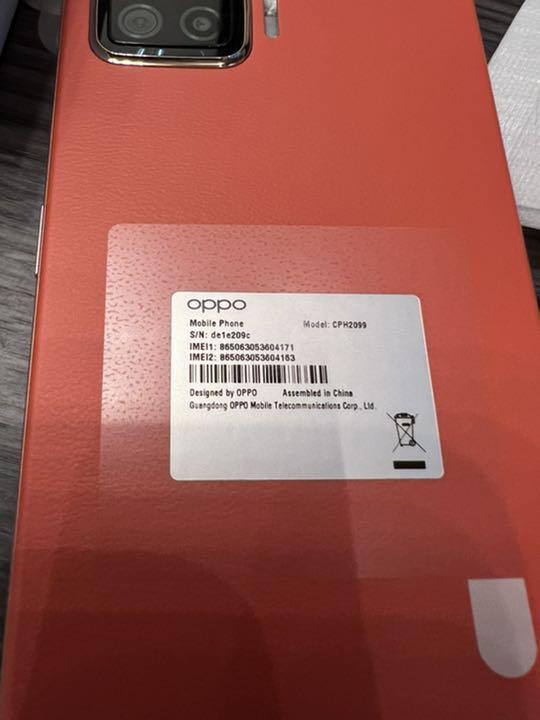 oppo
Mobile Phone Model: CPH2099
S/N: de1e209c
IMEI1: 865063053604171
IMEI2: 865063053604163
Designed by OPPO Assembled in China
Guangdong OPPO Mobile Telecommunications Corp., Ltd.